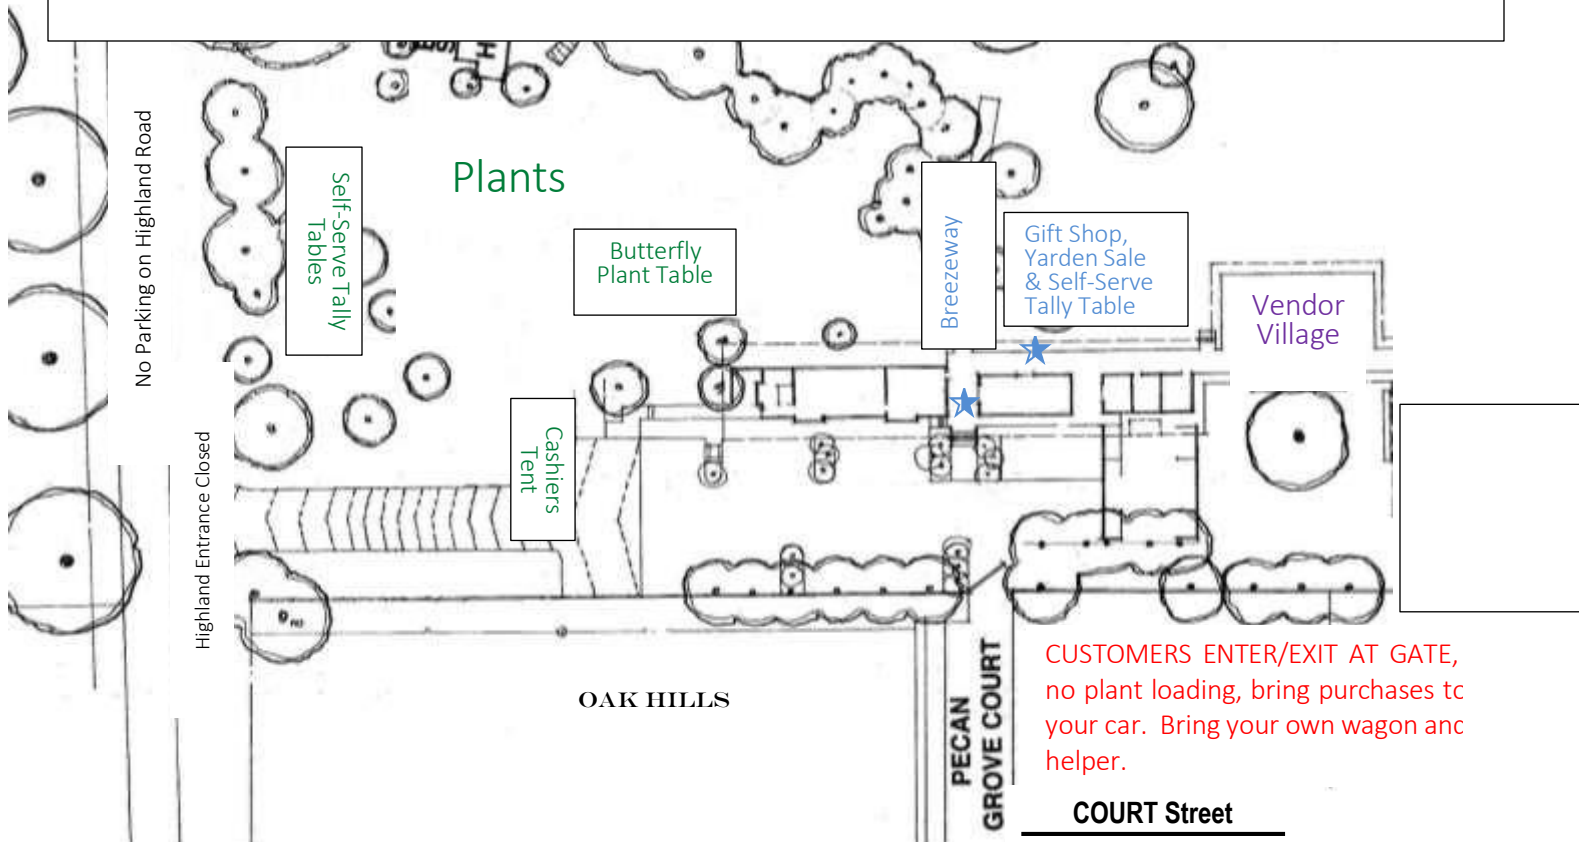 No Parking on Highland Road
Self-Serve Tally
Tables
Plants
Butterfly
Plant Table
Breezeway
Gift Shop,
Yarden Sale
& Self-Serve
Tally Table
Vendor
Village
Highland Entrance Closed
Cashiers
Tent
OAK HILLS
PECAN
GROVE COURT
CUSTOMERS ENTER/EXIT AT GATE,
no plant loading, bring purchases to
your car. Bring your own wagon and
helper.
COURT Street